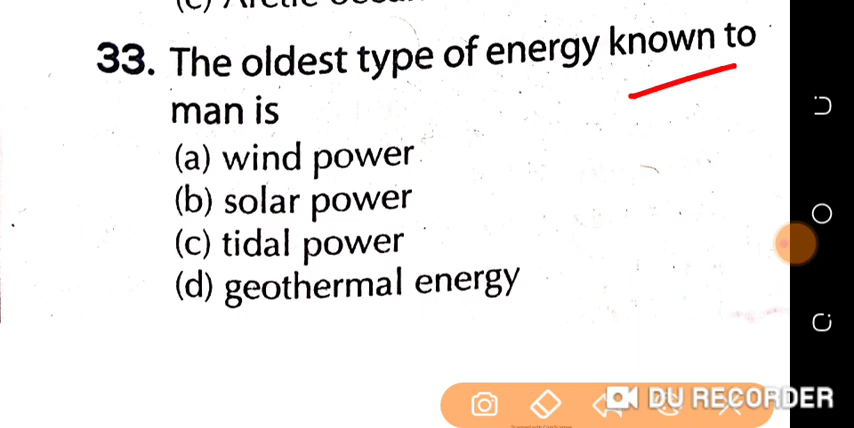 33. The oldest type of energy known to
man is
(a) wind power
(b) solar power
(c) tidal power
(d) geothermal energy
DU RECORDER